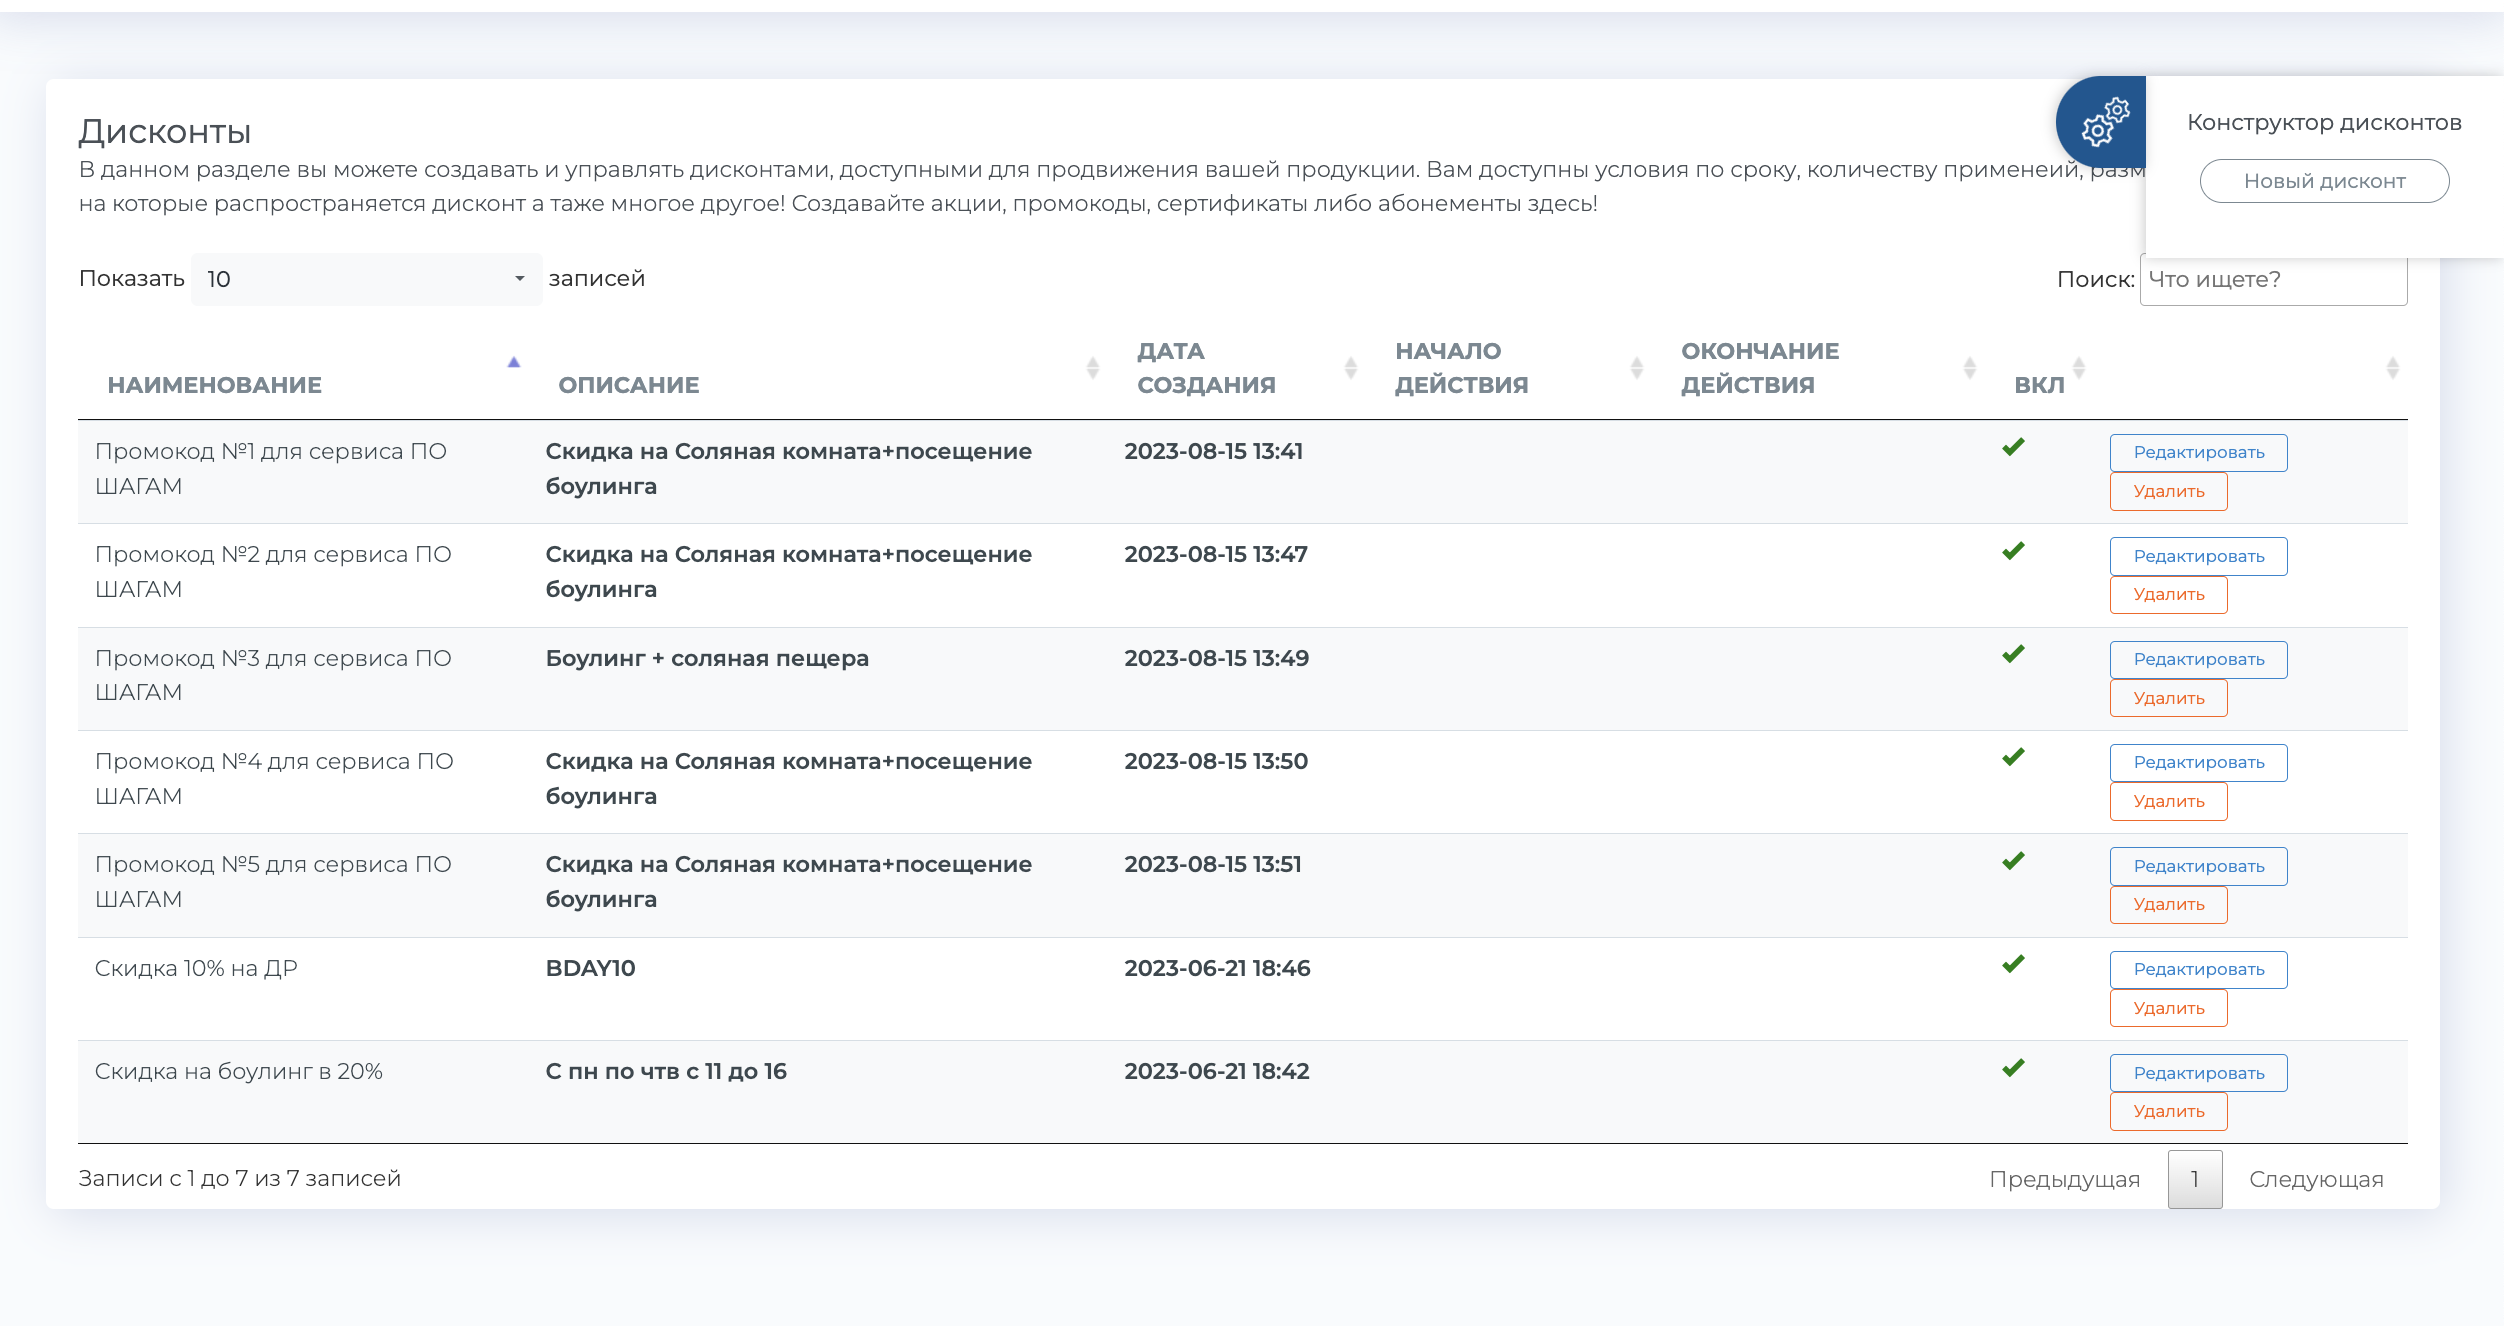 Дисконты
В данном разделе вы можете создавать и управлять дисконтами, доступными для продвижения вашей продукции. Вам доступны условия по сроку, количеству применеий, разм
на которые распространяется дисконт а таже многое другое! Создавайте акции, промокоды, сертификаты либо абонементы здесь!
Конструктор дисконтов
Новый дисконт
Показать 10 записей
Поиск: Что ищете?
НАИМЕНОВАНИЕ
ОПИСАНИЕ
ДАТА
СОЗДАНИЯ
НАЧАЛО
ДЕЙСТВИЯ
ОКОНЧАНИЕ
ДЕЙСТВИЯ
ВКЛ
Промокод №1 для сервиса ПО
ШАГАМ
Скидка на Соляная комната+посещение
боулинга
2023-08-15 13:41
Редактировать
Удалить
Промокод №2 для сервиса ПО
ШАГАМ
Скидка на Соляная комната+посещение
боулинга
2023-08-15 13:47
Редактировать
Удалить
Промокод №3 для сервиса ПО
ШАГАМ
Боулинг + соляная пещера
2023-08-15 13:49
Редактировать
Удалить
Промокод №4 для сервиса ПО
ШАГАМ
Скидка на Соляная комната+посещение
боулинга
2023-08-15 13:50
Редактировать
Удалить
Промокод №5 для сервиса ПО
ШАГАМ
Скидка на Соляная комната+посещение
боулинга
2023-08-15 13:51
Редактировать
Удалить
Скидка 10% на ДР
BDAY10
2023-06-21 18:46
Редактировать
Удалить
Скидка на боулинг в 20%
С пн по чтв с 11 до 16
2023-06-21 18:42
Редактировать
Удалить
Записи с 1 до 7 из 7 записей
Предыдущая 1 Следующая